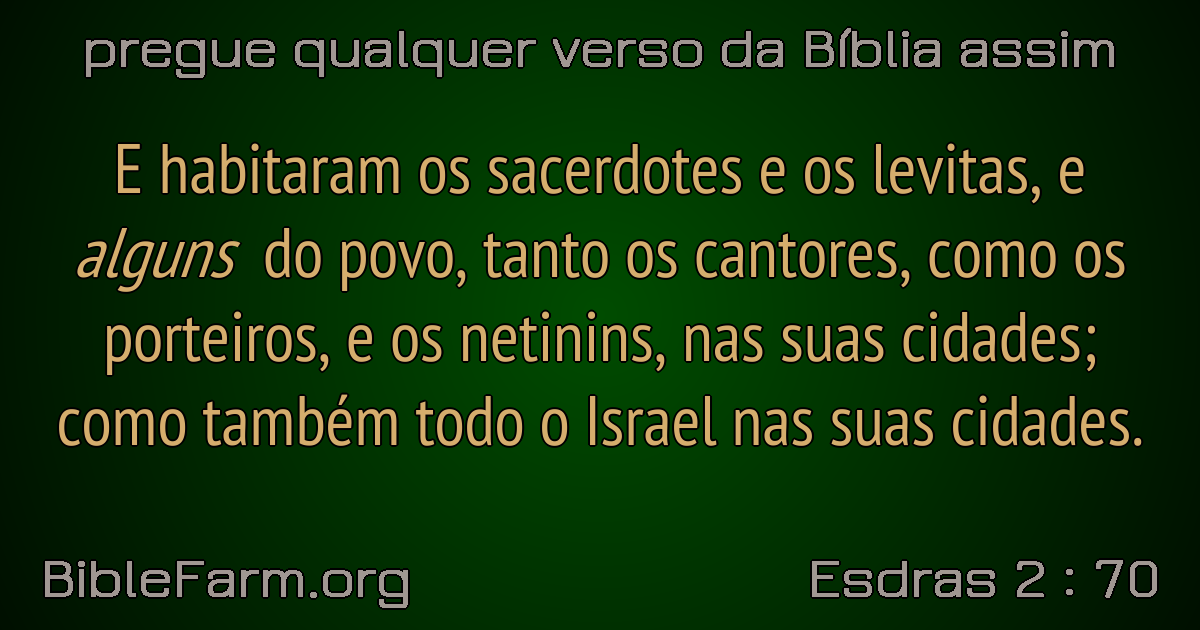 pregue qualquer verso da Bíblia assim
E habitaram os sacerdotes e os levitas, e
alguns do povo, tanto os cantores, como os
porteiros, e os netinins, nas suas cidades;
como também todo o Israel nas suas cidades.
BibleFarm.org
Esdras 2 : 70